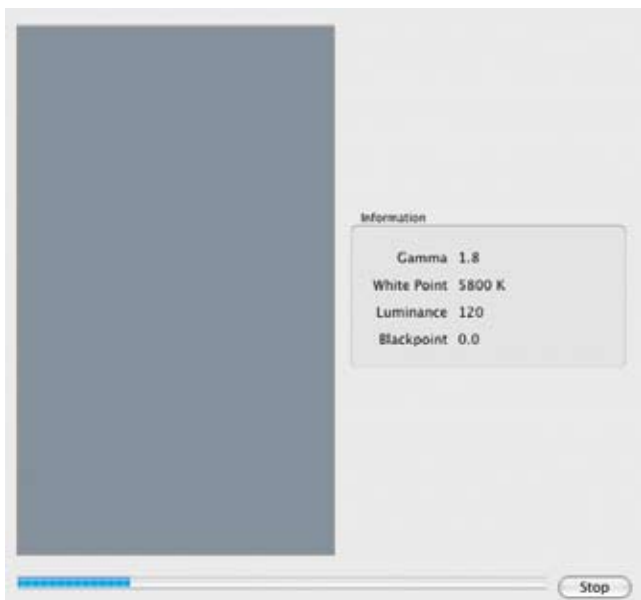 Information
Gamma 1.8
White Point 5800 K
Luminance 120
Blackpoint 0.0
Stop